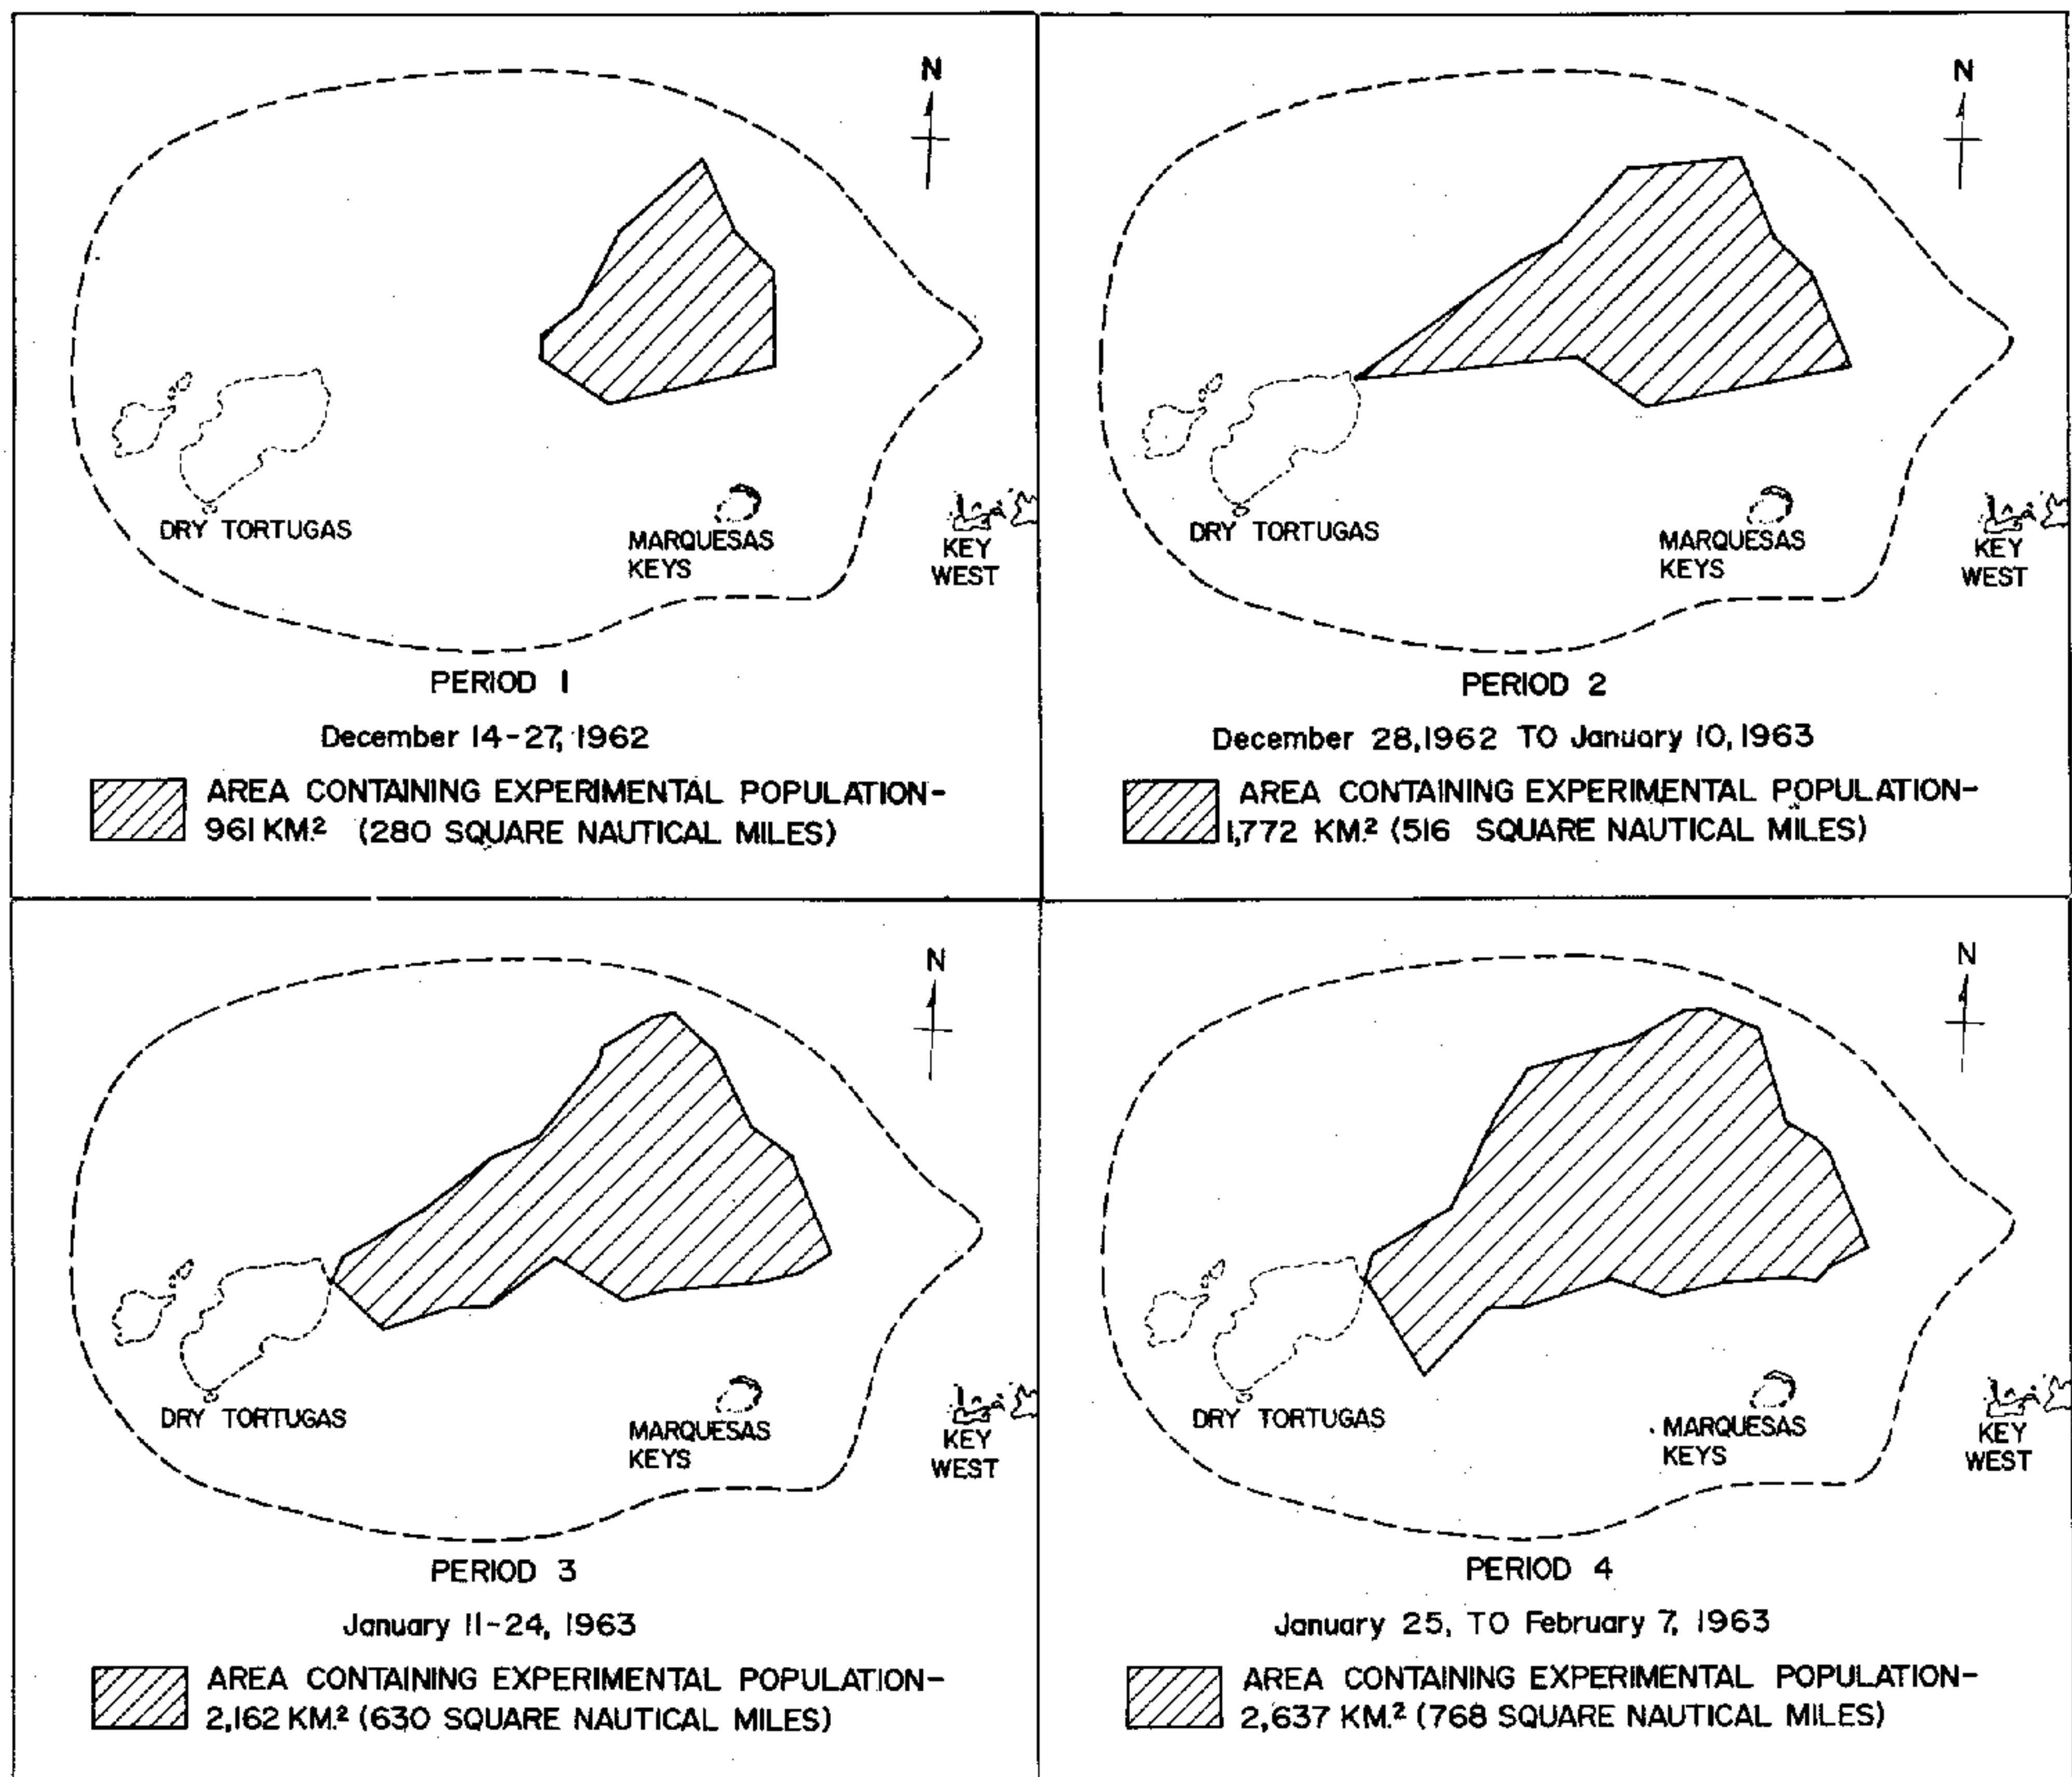 N
DRY TORTUGAS
MARQUESAS
KEYS
KEY
WEST
PERIOD 1
December 14-27, 1962
AREA CONTAINING EXPERIMENTAL POPULATION-
961 KM.² (280 SQUARE NAUTICAL MILES)
N
DRY TORTUGAS
MARQUESAS
KEYS
KEY
WEST
PERIOD 2
December 28,1962 TO January 10,1963
AREA CONTAINING EXPERIMENTAL POPULATION-
1,772 KM.² (516 SQUARE NAUTICAL MILES)
N
DRY TORTUGAS
MARQUESAS
KEYS
KEY
WEST
PERIOD 3
January 11-24, 1963
AREA CONTAINING EXPERIMENTAL POPULATION-
2,162 KM.² (630 SQUARE NAUTICAL MILES)
N
DRY TORTUGAS
MARQUESAS
KEYS
KEY
WEST
PERIOD 4
January 25, TO February 7, 1963
AREA CONTAINING EXPERIMENTAL POPULATION-
2,637 KM.² (768 SQUARE NAUTICAL MILES)